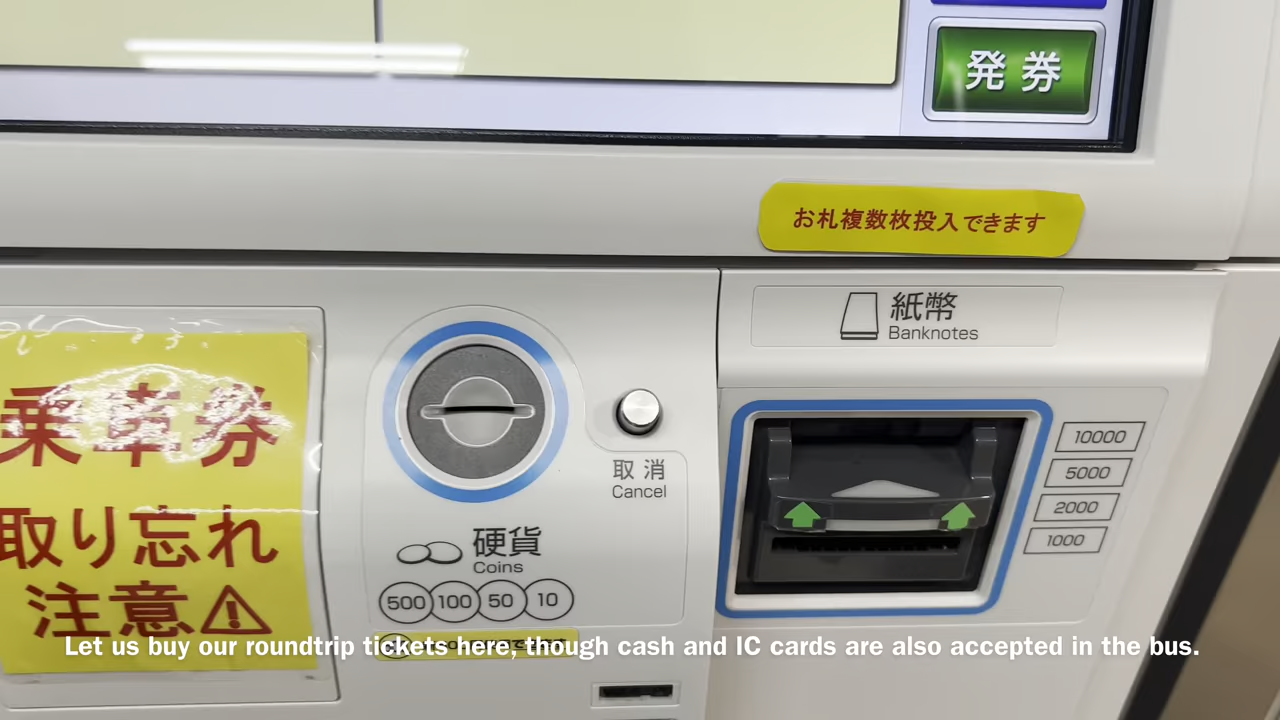 発券
お札複数枚投入できます
紙幣
Banknotes
10000
5000
2000
1000
乗車券
取り忘れ
注意
取消
Cancel
硬貨
Coins
500 100 50 10
Let us buy our roundtrip tickets here, though cash and IC cards are also accepted in the bus.